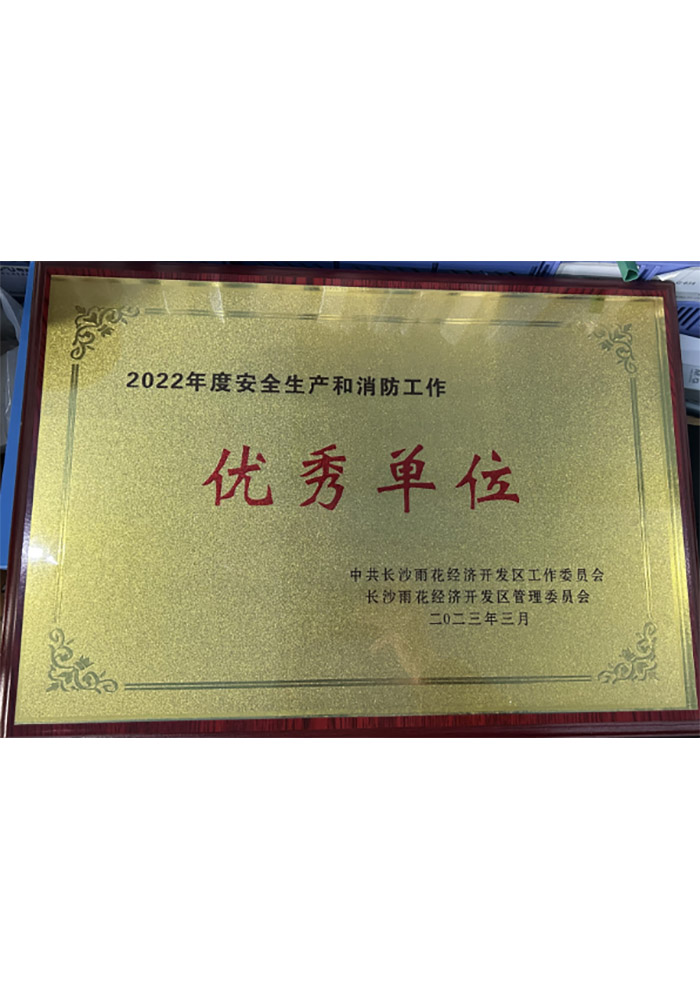 2022年度安全生产和消防工作
优秀单位
中共长沙雨花经济开发区工作委员会
长沙雨花经济开发区管理委员会
二〇二三年三月